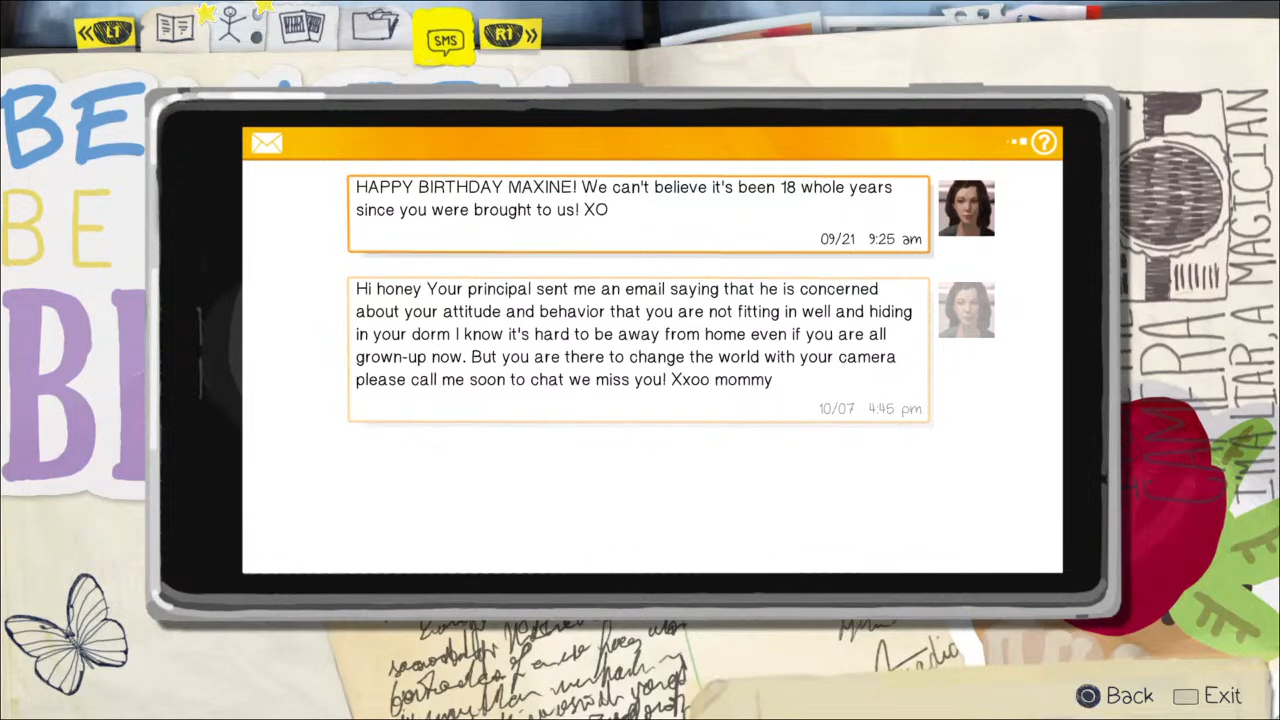 L1
SMS
R1
BE
BE
B
HAPPY BIRTHDAY MAXINE! We can't believe it's been 18 whole years
since you were brought to us! XO
09/21 9:25 am
Hi honey Your principal sent me an email saying that he is concerned
about your attitude and behavior that you are not fitting in well and hiding
in your dorm I know it's hard to be away from home even if you are all
grown-up now. But you are there to change the world with your camera
please call me soon to chat we miss you! Xxoo mommy
10/07 4:45 pm
CAMERA
I'M A LIAR, A MAGICIAN
Back
Exit